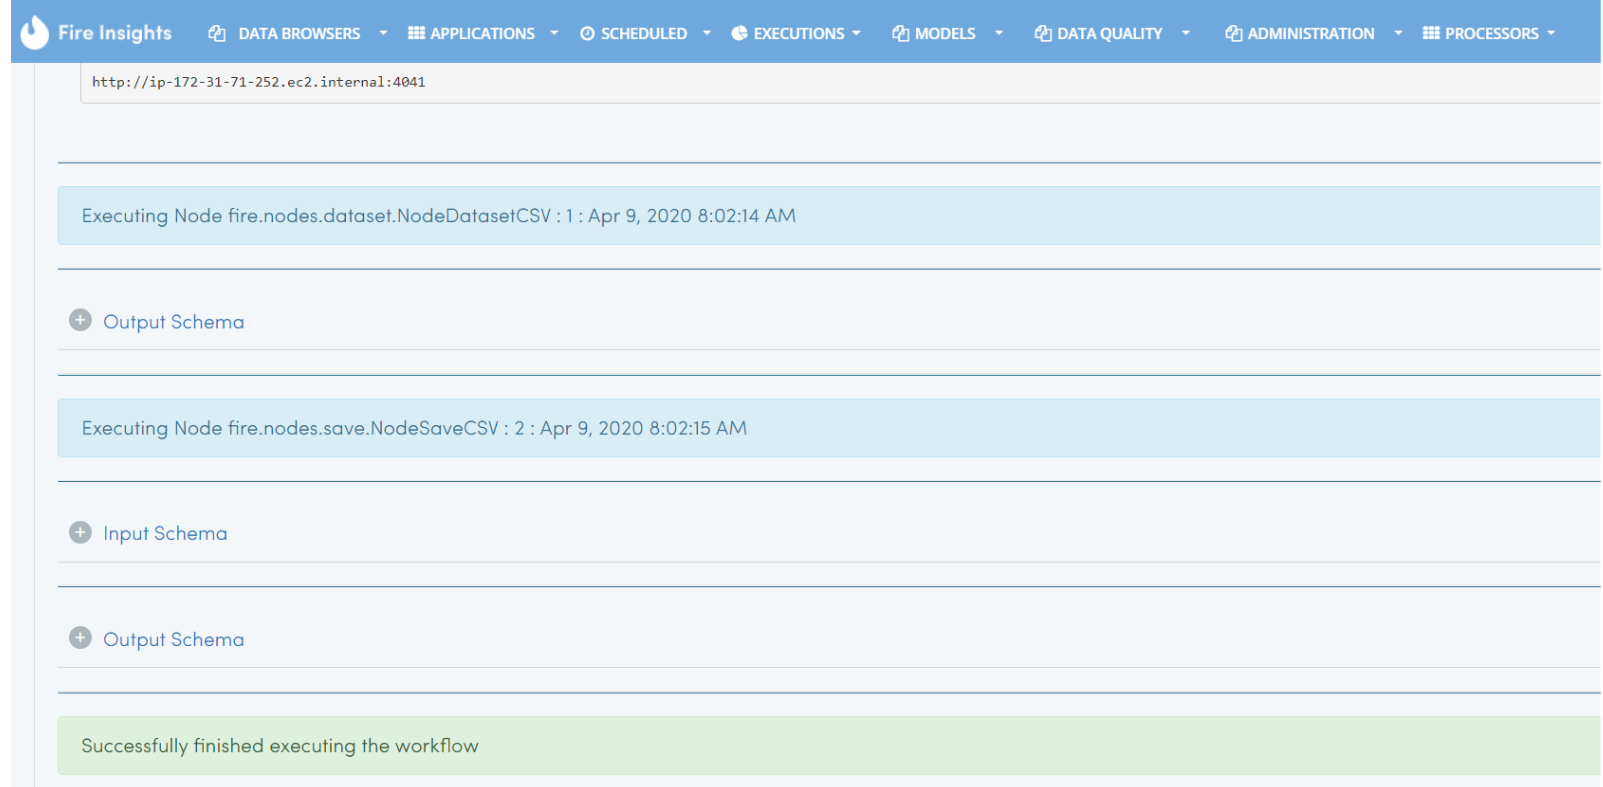 Fire Insights DATA BROWSERS APPLICATIONS SCHEDULED EXECUTIONS MODELS DATA QUALITY ADMINISTRATION PROCESSORS
http://ip-172-31-71-252.ec2.internal:4041
Executing Node fire.nodes.dataset.NodeDatasetCSV : 1 : Apr 9, 2020 8:02:14 AM
Output Schema
Executing Node fire.nodes.save.NodeSaveCSV : 2 : Apr 9, 2020 8:02:15 AM
Input Schema
Output Schema
Successfully finished executing the workflow